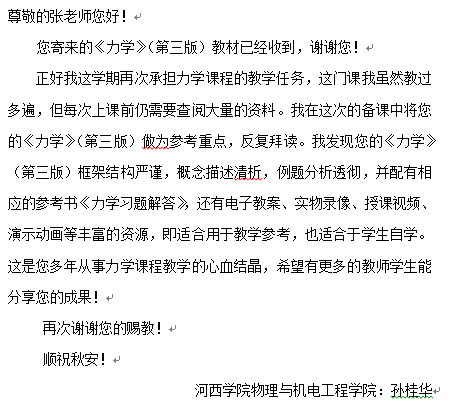 尊敬的张老师您好！
您寄来的《力学》（第三版）教材已经收到，谢谢您！
正好我这学期再次承担力学课程的教学任务，这门课我虽然教过
多遍，但每次上课前仍需要查阅大量的资料。我在这次的备课中将您
的《力学》（第三版）做为参考重点，反复拜读。我发现您的《力学》
（第三版）框架结构严谨，概念描述清析，例题分析透彻，并配有相
应的参考书《力学习题解答》，还有电子教案、实物录像、授课视频、
演示动画等丰富的资源，即适合用于教学参考，也适合于学生自学。
这是您多年从事力学课程教学的心血结晶，希望有更多的教师学生能
分享您的成果！
再次谢谢您的赐教！
顺祝秋安！
河西学院物理与机电工程学院：孙桂华